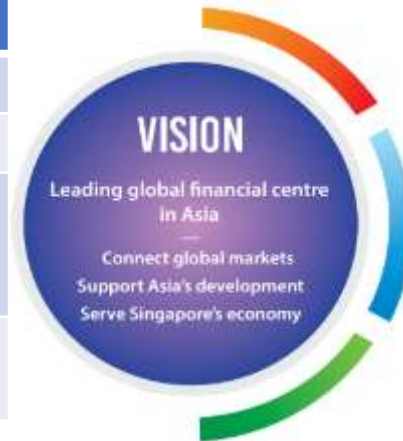 VISION
Leading global financial centre
in Asia
Connect global markets
Support Asia's development
Serve Singapore's economy